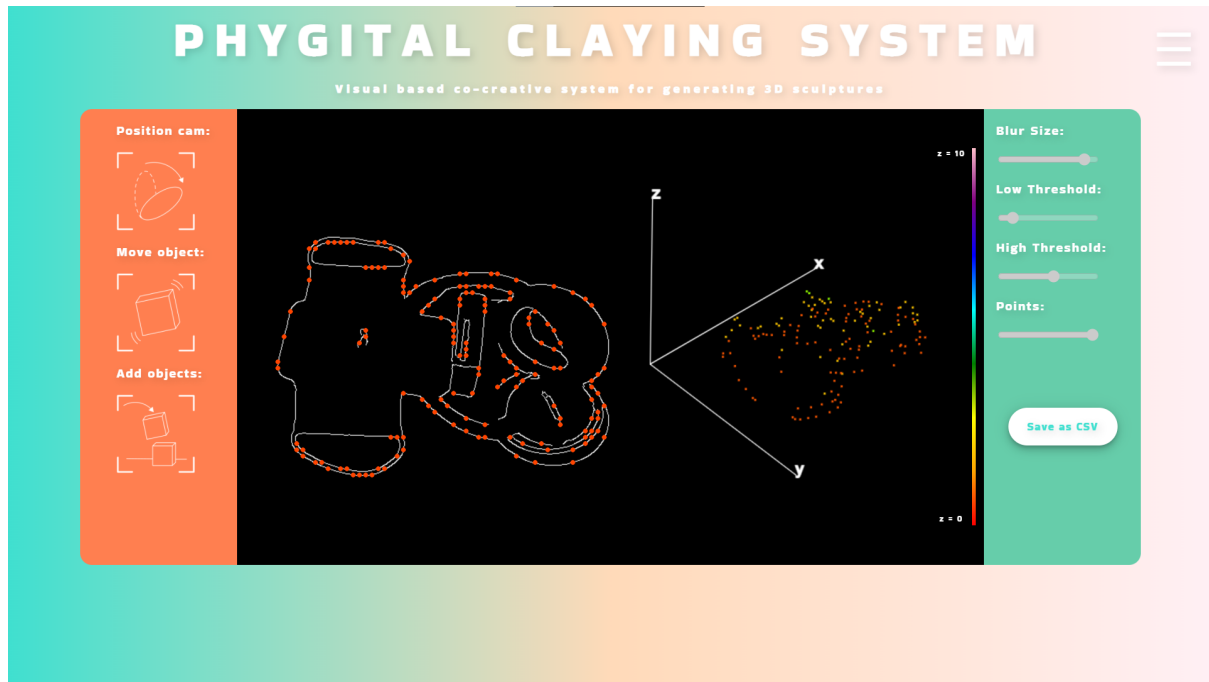 PHYGITAL CLAYING SYSTEM
Visual based co-creative system for generating 3D sculptures
Position cam:
Move object:
Add objects:
z
x
y
z = 10
z = 0
Blur Size:
Low Threshold:
High Threshold:
Points:
Save as CSV